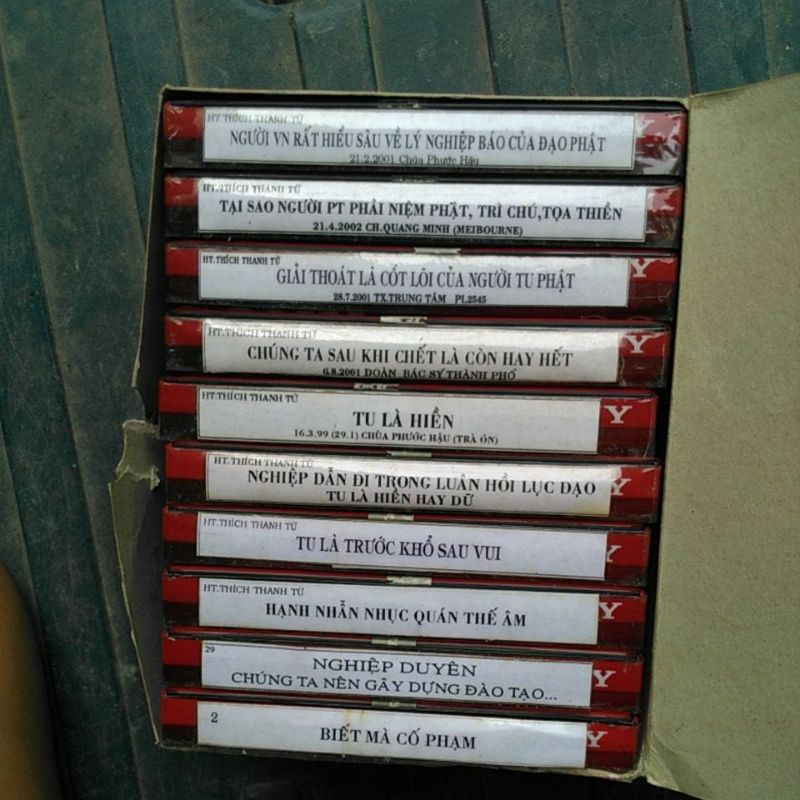 HT.THÍCH THANH TỪ
NGƯỜI VN RẤT HIỂU SÂU VỀ LÝ NGHIỆP BÁO CỦA ĐẠO PHẬT
21.2.2001 Chùa Phước Hậu
Y
HT.THÍCH THANH TỪ
TẠI SAO NGƯỜI PT PHẢI NIỆM PHẬT, TRÌ CHÚ,TỌA THIỀN
21.4.2002 CH.QUANG MINH (MEIBOURNE)
HT.THÍCH THANH TỪ
GIẢI THOÁT LÀ CỐT LÕI CỦA NGƯỜI TU PHẬT
28.7.2001 TX.TRUNG TÂM PL2545
Y
HT.THÍCH THANH TỪ
CHÚNG TA SAU KHI CHẾT LÀ CÒN HAY HẾT
6.8.2001 ĐOÀN BÁC SỸ THÀNH PHỐ
Y
HT.THÍCH THANH TỪ
TU LÀ HIỀN
16.3.99 (29.1) CHÙA PHƯỚC HẬU (TRÀ ÔN)
Y
HT.THÍCH THANH TỪ
NGHIỆP DẪN ĐI TRONG LUÂN HỒI LỤC ĐẠO
TU LÀ HIỀN HAY DỮ
Y
HT.THÍCH THANH TỪ
TU LÀ TRƯỚC KHỔ SAU VUI
Y
HT.THÍCH THANH TỪ
HẠNH NHẪN NHỤC QUÁN THẾ ÂM
Y
29
NGHIỆP DUYÊN
CHÚNG TA NÊN GÂY DỰNG ĐÀO TẠO...
Y
2
BIẾT MÀ CỐ PHẠM
Y